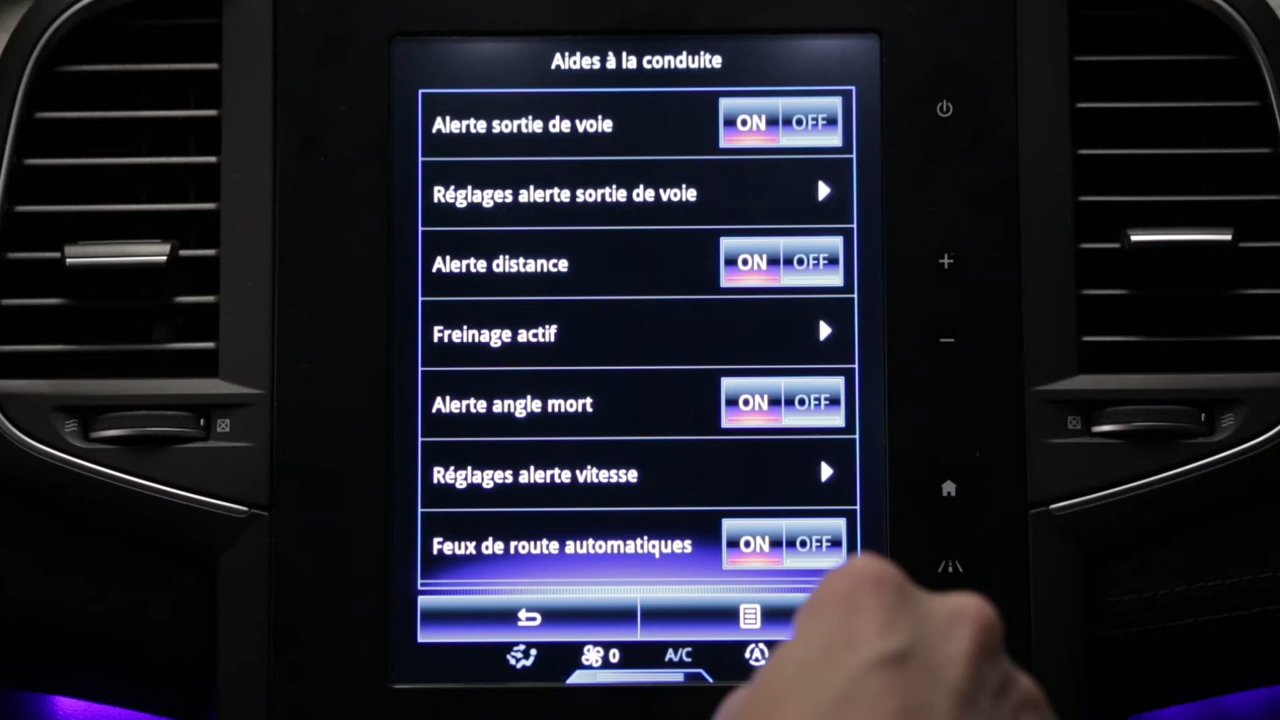 Aides à la conduite
Alerte sortie de voie ON OFF
Réglages alerte sortie de voie
Alerte distance ON OFF
Freinage actif
Alerte angle mort ON OFF
Réglages alerte vitesse
Feux de route automatiques ON OFF
0 A/C A